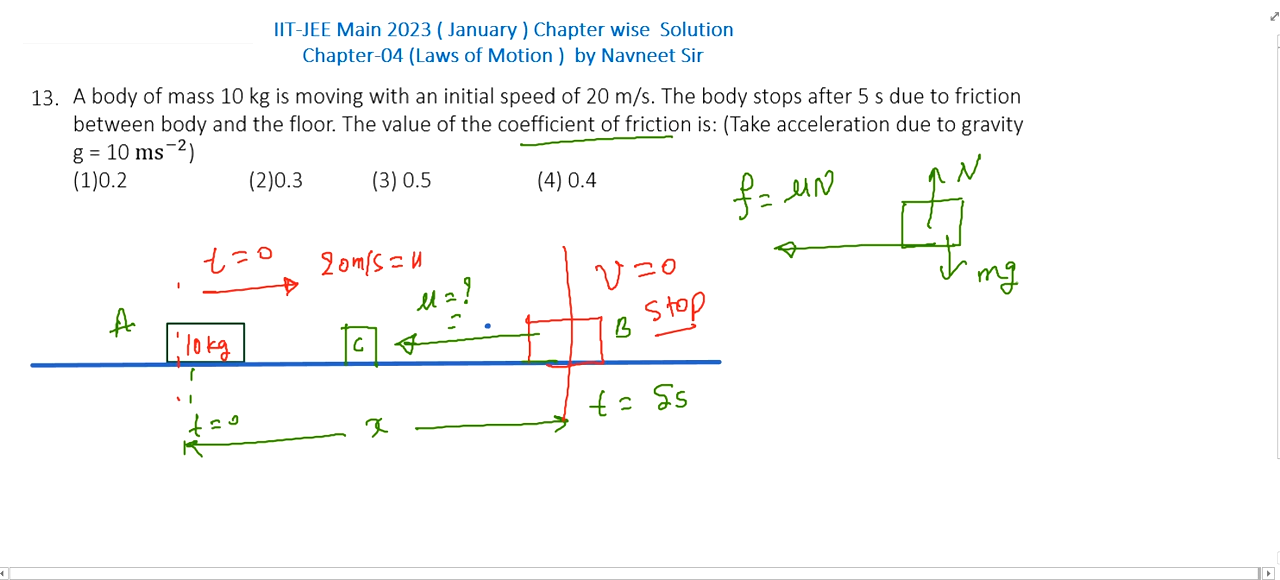 IIT-JEE Main 2023 ( January ) Chapter wise Solution
Chapter-04 (Laws of Motion ) by Navneet Sir
13. A body of mass 10 kg is moving with an initial speed of 20 m/s. The body stops after 5 s due to friction
between body and the floor. The value of the coefficient of friction is: (Take acceleration due to gravity
g = 10 ms⁻²)
(1)0.2 (2)0.3 (3) 0.5 (4) 0.4
f = μN
N
mg
t = 0
20m/s = u
V = 0
Stop
μ = ?
A
10kg
C
B
t = 0
x
t = 5s